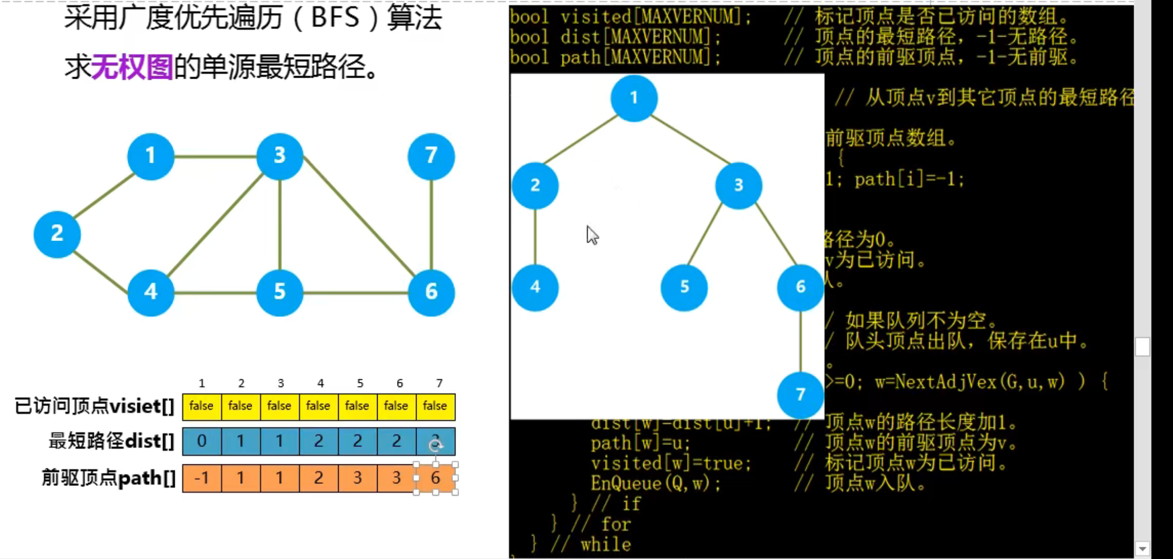 采用广度优先遍历（BFS）算法
求无权图的单源最短路径。
1
3
7
2
4
5
6
1 2 3 4 5 6 7
已访问顶点visiet[] false false false false false false false
最短路径dist[] 0 1 1 2 2 2
前驱顶点path[] -1 1 1 2 3 3 6
bool visited[MAXVERNUM]; // 标记顶点是否已访问的数组。
bool dist[MAXVERNUM]; // 顶点的最短路径，-1-无路径。
bool path[MAXVERNUM]; // 顶点的前驱顶点，-1-无前驱。
// 从顶点v到其它顶点的最短路径
前驱顶点数组。
{
1; path[i]=-1;
路径为0。
v为已访问。
队。
/ 如果队列不为空。
/ 队头顶点出队，保存在u中。
。
>=0; w=NextAdjVex(G,u,w) ) {
1
2
3
4
5
6
7
dist[w]=dist[u]+1; // 顶点w的路径长度加1。
path[w]=u; // 顶点w的前驱顶点为v。
visited[w]=true; // 标记顶点w为已访问。
EnQueue(Q,w); // 顶点w入队。
} // if
} // for
} // while